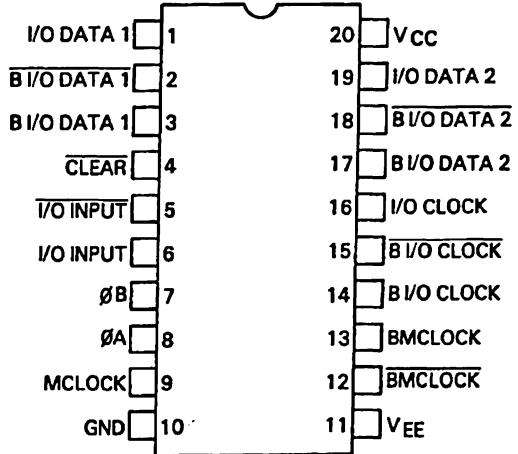 I/O DATA 1 1 20 VCC
B I/O DATA 1 2 19 I/O DATA 2
B I/O DATA 1 3 18 B I/O DATA 2
CLEAR 4 17 B I/O DATA 2
I/O INPUT 5 16 I/O CLOCK
I/O INPUT 6 15 B I/O CLOCK
ØB 7 14 B I/O CLOCK
ØA 8 13 BMCLOCK
MCLOCK 9 12 BMCLOCK
GND 10 11 VEE